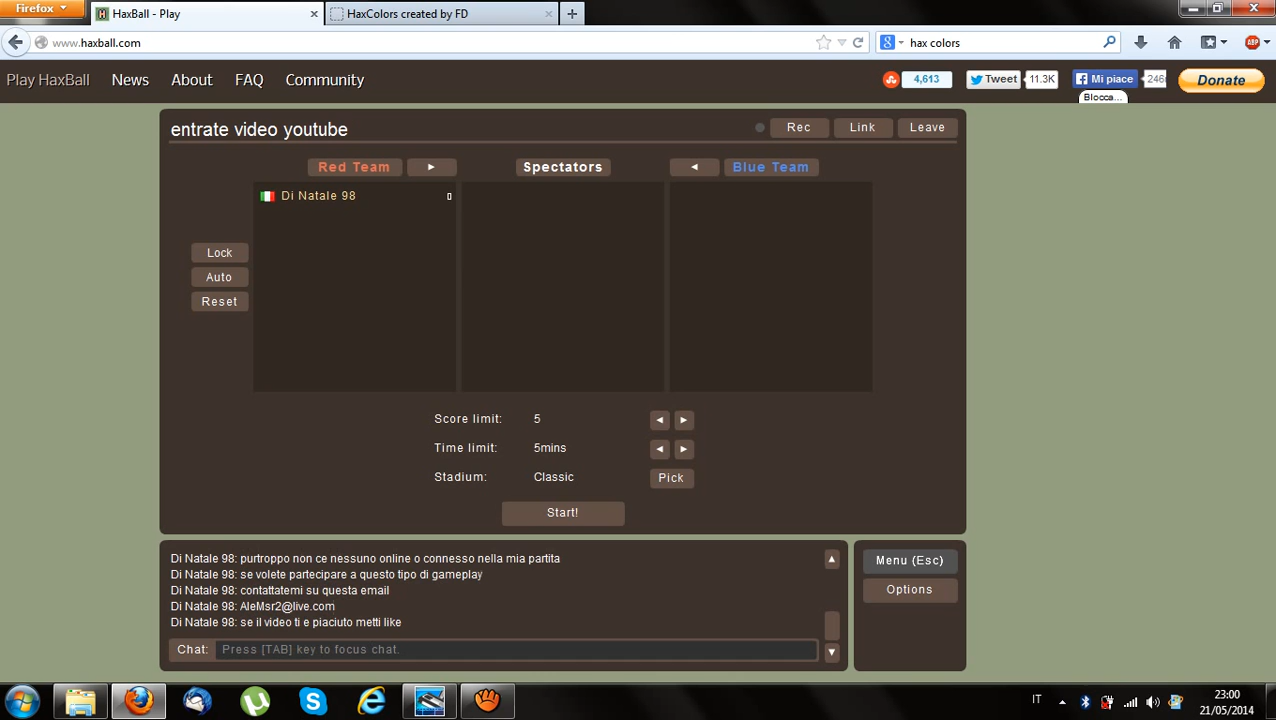 Firefox
HaxBall - Play
HaxColors created by FD
www.haxball.com
hax colors
ABP
Play HaxBall
News
About
FAQ
Community
4,613
Tweet
11.3K
Mi piace
246
Donate
Blocca...
entrate video youtube
Rec
Link
Leave
Red Team
Spectators
Blue Team
Di Natale 98
0
Lock
Auto
Reset
Score limit: 5
Time limit: 5mins
Stadium: Classic
Pick
Start!
Di Natale 98: purtroppo non ce nessuno online o connesso nella mia partita
Di Natale 98: se volete partecipare a questo tipo di gameplay
Di Natale 98: contattatemi su questa email
Di Natale 98: AleMsr2@live.com
Di Natale 98: se il video ti e piaciuto metti like
Chat: Press [TAB] key to focus chat.
Menu (Esc)
Options
IT
23:00
21/05/2014